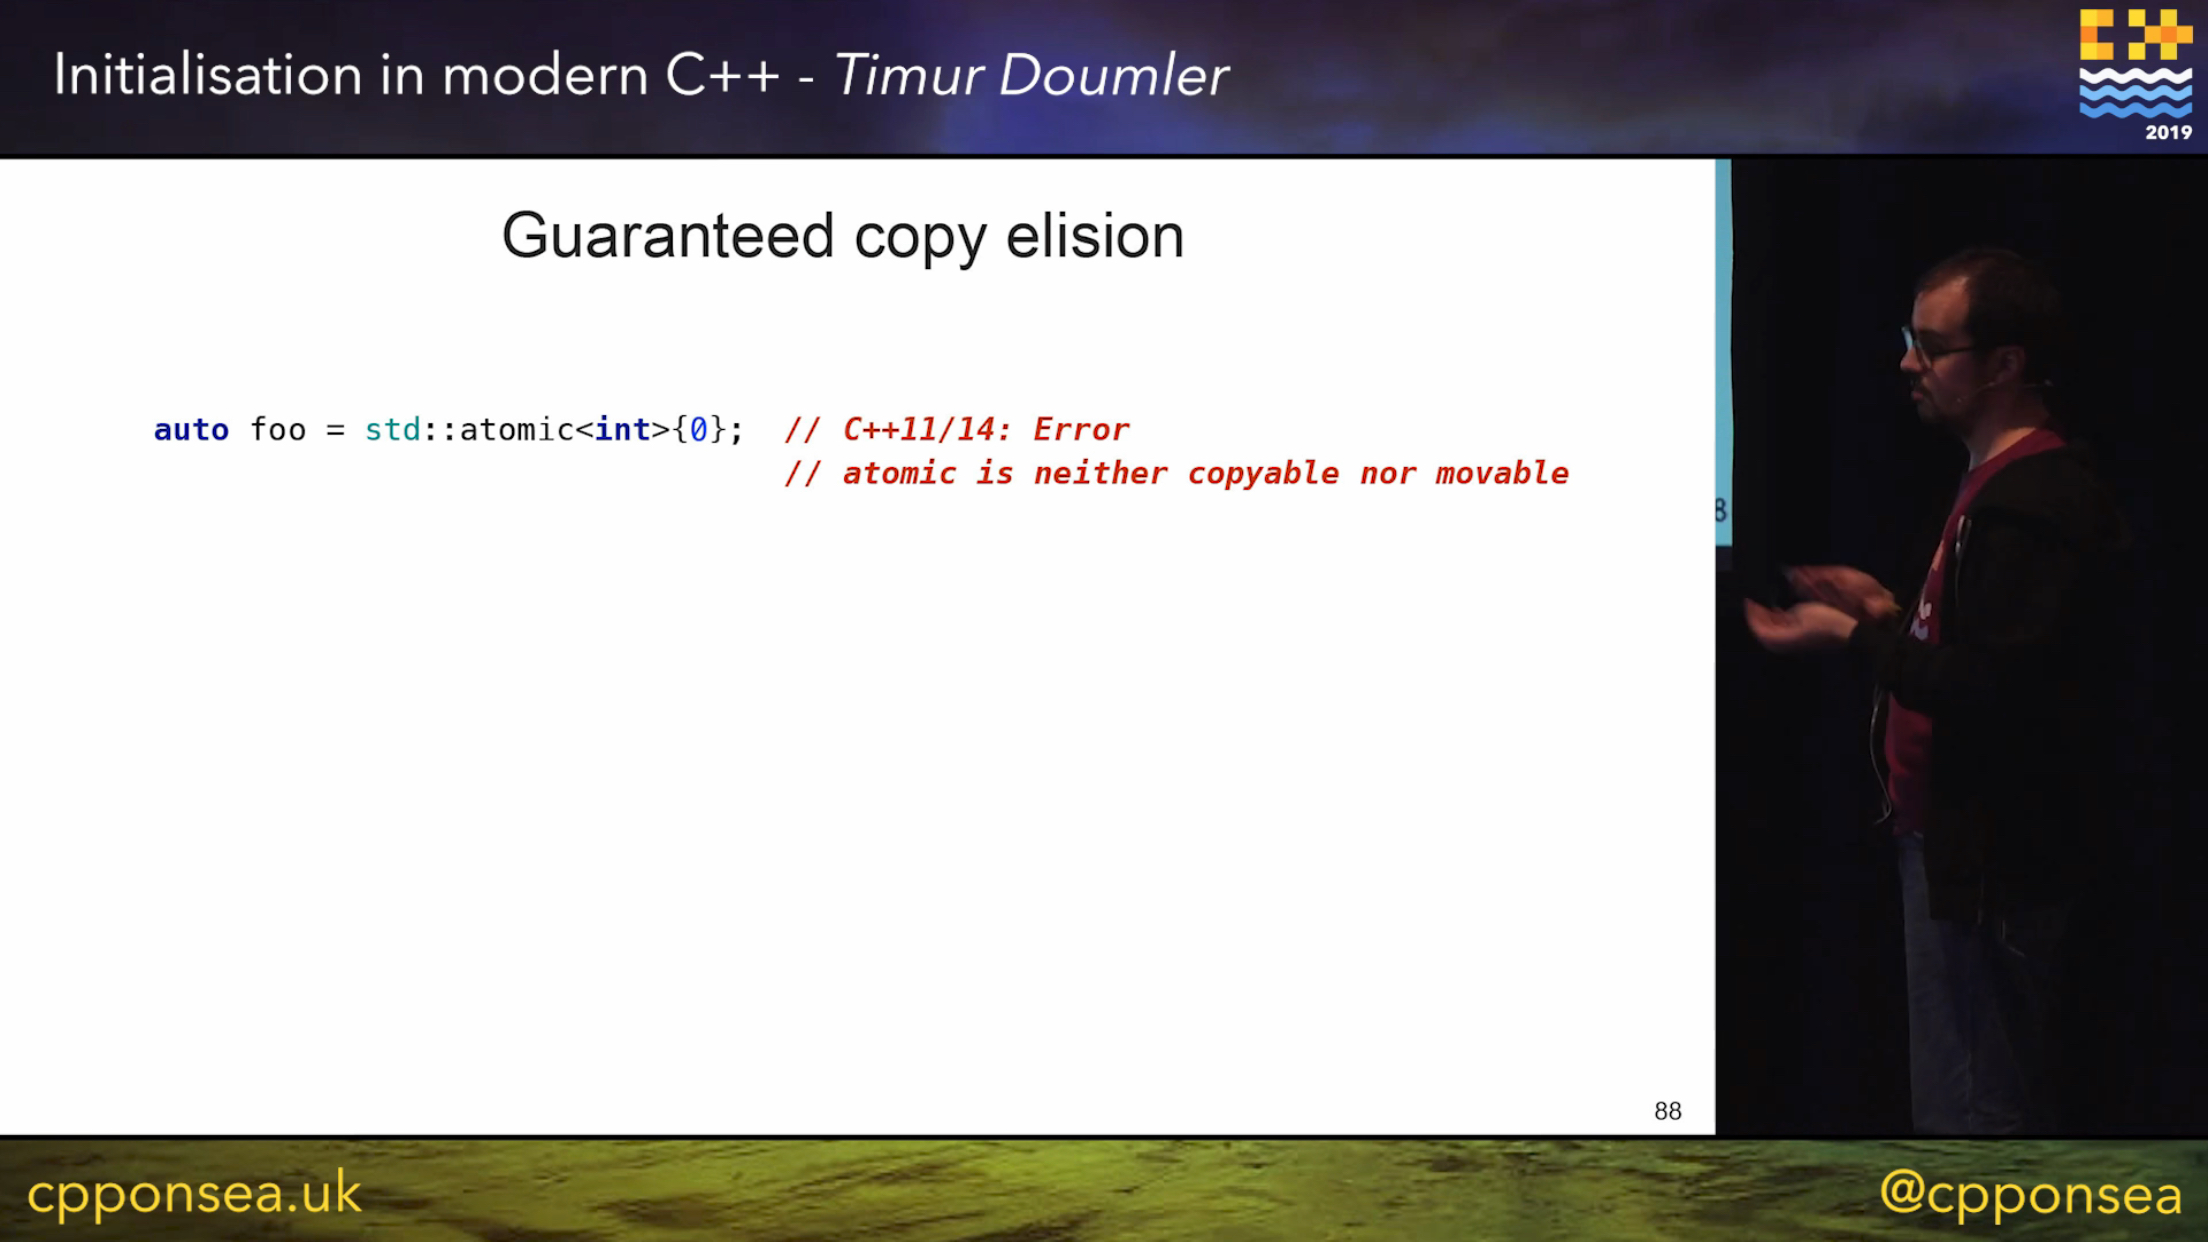 Initialisation in modern C++ - Timur Doumler
2019
Guaranteed copy elision
auto foo = std::atomic<int>{0}; // C++11/14: Error
// atomic is neither copyable nor movable
8
88
cpponsea.uk
@cpponsea